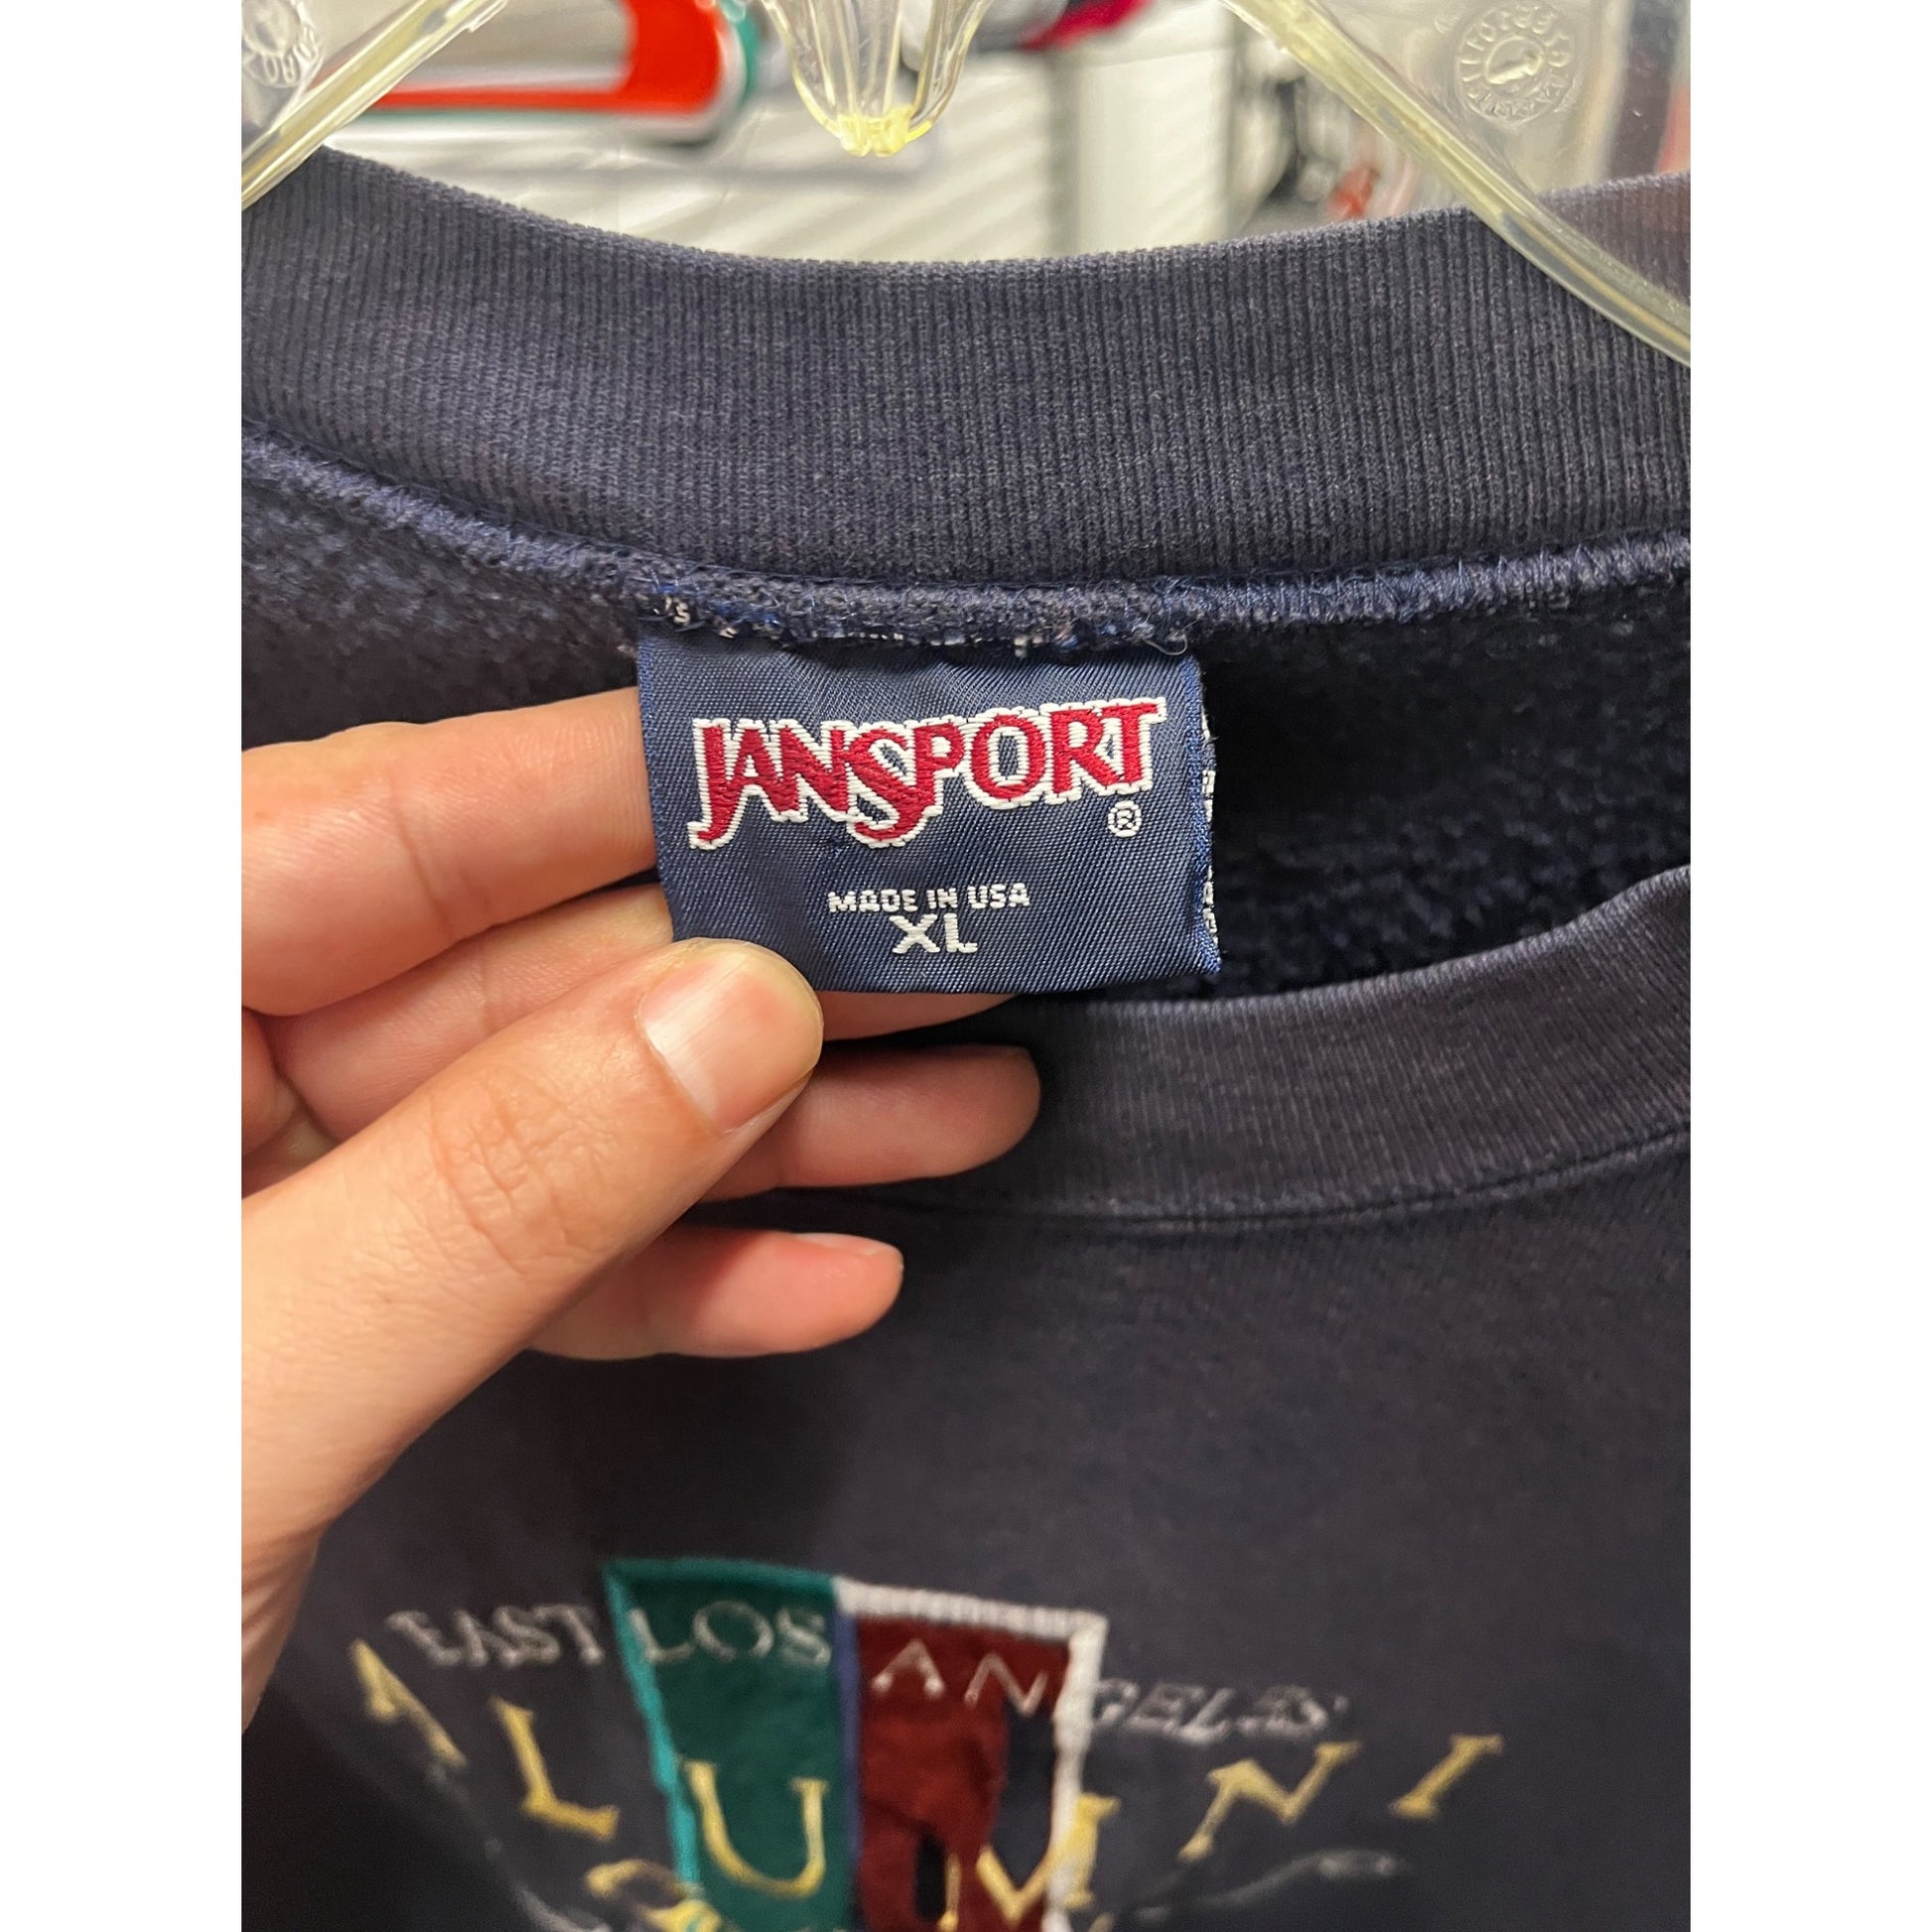 JANSPORT
®
MADE IN USA
XL
EAST LOS ANGELES
ALUMNI